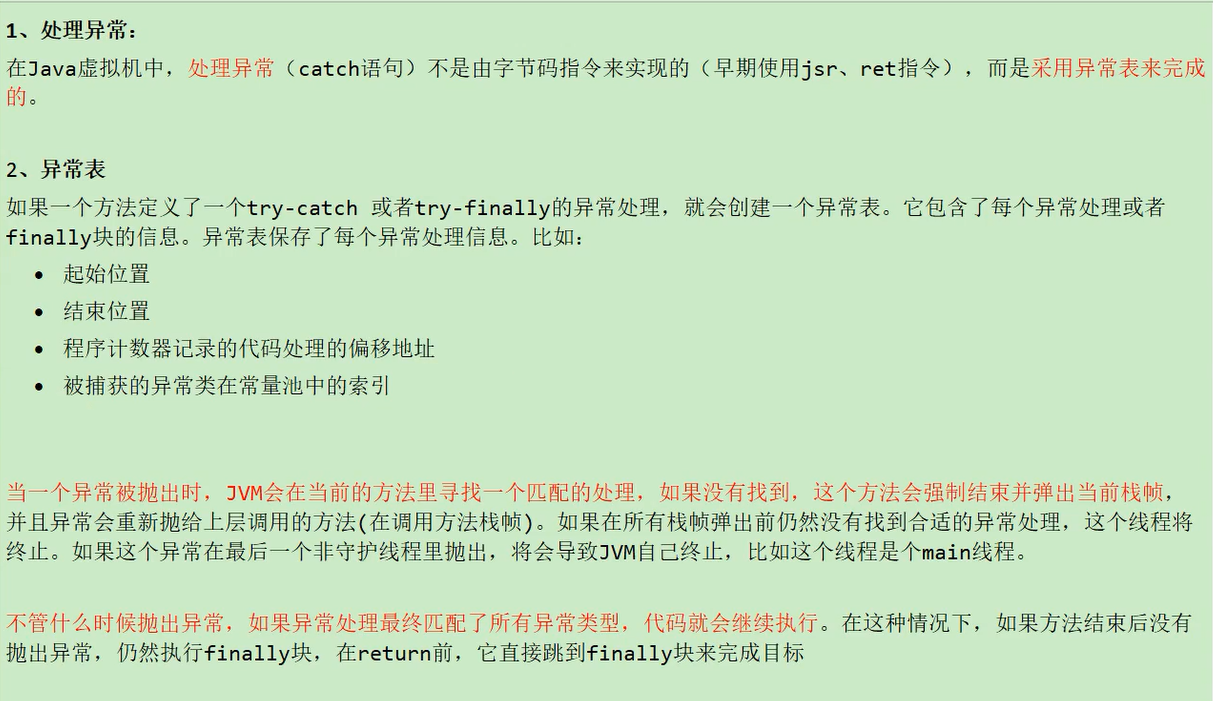 1、处理异常：
在Java虚拟机中，处理异常（catch语句）不是由字节码指令来实现的（早期使用jsr、ret指令），而是采用异常表来完成
的。
2、异常表
如果一个方法定义了一个try-catch 或者try-finally的异常处理，就会创建一个异常表。它包含了每个异常处理或者
finally块的信息。异常表保存了每个异常处理信息。比如：
• 起始位置
• 结束位置
• 程序计数器记录的代码处理的偏移地址
• 被捕获的异常类在常量池中的索引
当一个异常被抛出时，JVM会在当前的方法里寻找一个匹配的处理，如果没有找到，这个方法会强制结束并弹出当前栈帧，
并且异常会重新抛给上层调用的方法(在调用方法栈帧)。如果在所有栈帧弹出前仍然没有找到合适的异常处理，这个线程将
终止。如果这个异常在最后一个非守护线程里抛出，将会导致JVM自己终止，比如这个线程是个main线程。
不管什么时候抛出异常，如果异常处理最终匹配了所有异常类型，代码就会继续执行。在这种情况下，如果方法结束后没有
抛出异常，仍然执行finally块，在return前，它直接跳到finally块来完成目标